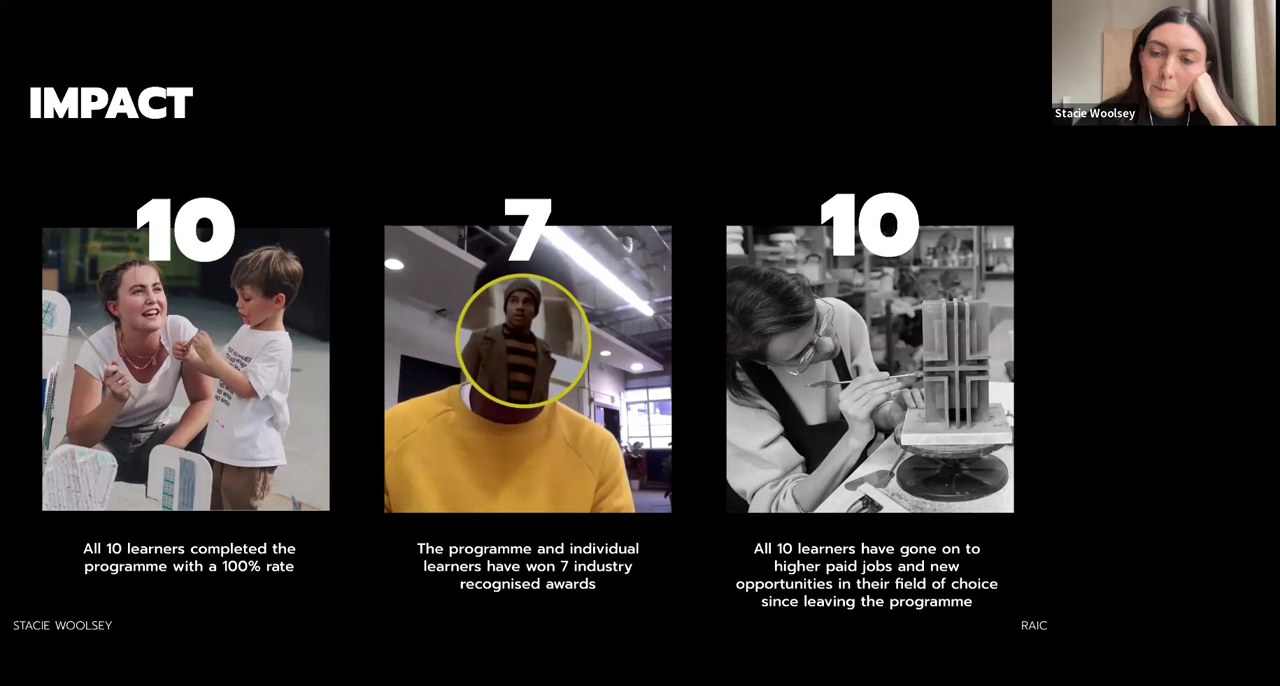 IMPACT
Stacie Woolsey
10
7
10
All 10 learners completed the
programme with a 100% rate
The programme and individual
learners have won 7 industry
recognised awards
All 10 learners have gone on to
higher paid jobs and new
opportunities in their field of choice
since leaving the programme
STACIE WOOLSEY
RAIC